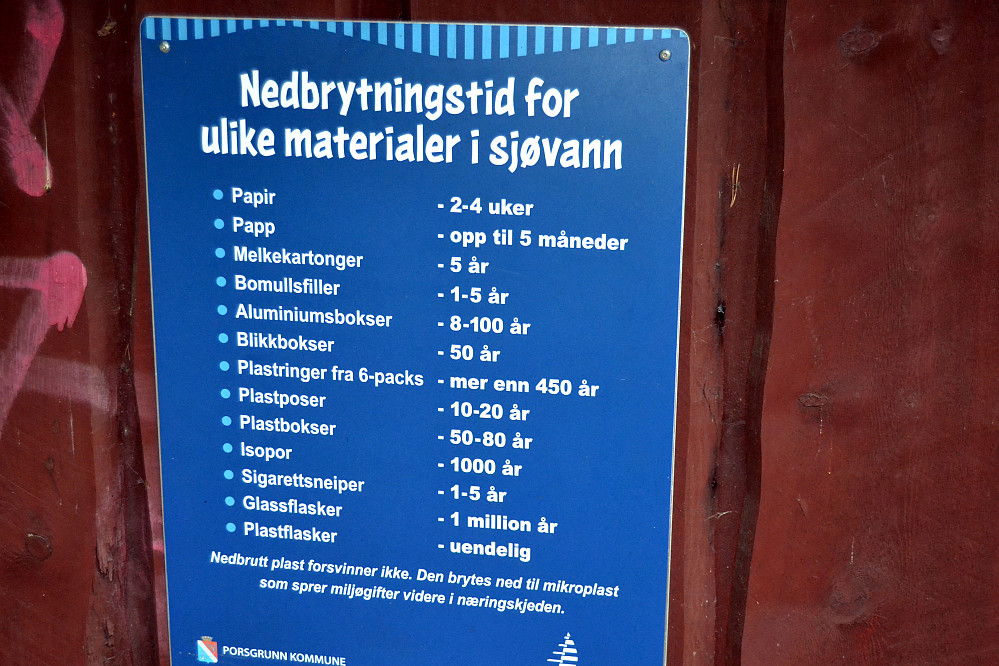 Nedbrytningstid for
ulike materialer i sjøvann
Papir - 2-4 uker
Papp - opp til 5 måneder
Melkekartonger - 5 år
Bomullsfiller - 1-5 år
Aluminiumsbokser - 8-100 år
Blikkbokser - 50 år
Plastringer fra 6-packs - mer enn 450 år
Plastposer - 10-20 år
Plastbokser - 50-80 år
Isopor - 1000 år
Sigarettsneiper - 1-5 år
Glassflasker - 1 million år
Plastflasker - uendelig
Nedbrutt plast forsvinner ikke. Den brytes ned til mikroplast
som sprer miljøgifter videre i næringskjeden.
PORSGRUNN KOMMUNE